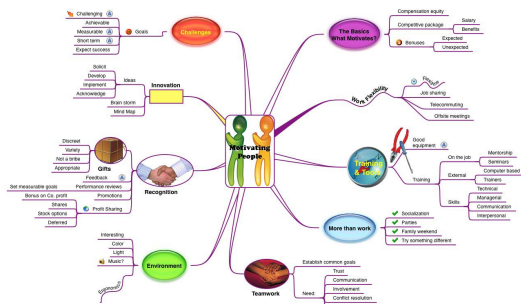 Motivating
People
Challenges
Goals
Challenging
Achievable
Measurable
Short term
Expect success
Innovation
Ideas
Solicit
Develop
Implement
Acknowledge
Brain storm
Mind Map
Recognition
Gifts
Discreet
Variety
Not a bribe
Appropriate
Feedback
Performance reviews
Set measurable goals
Promotions
Profit Sharing
Bonus on Co. profit
Shares
Stock options
Deferred
Environment
Interesting
Color
Light
Music?
Ergonomics
The Basics
What Motivates?
Compensation equity
Competitive package
Salary
Benefits
Bonuses
Expected
Unexpected
Work Flexibility
Flextime
Job sharing
Telecommuting
Offsite meetings
Training
& Tools
Good
equipment
Training
On the job
Mentorship
Seminars
External
Computer based
Trainers
Skills
Technical
Managerial
Communication
Interpersonal
More than work
Socialization
Parties
Family weekend
Try something different
Teamwork
Establish common goals
Need:
Trust
Communication
Involvement
Conflict resolution